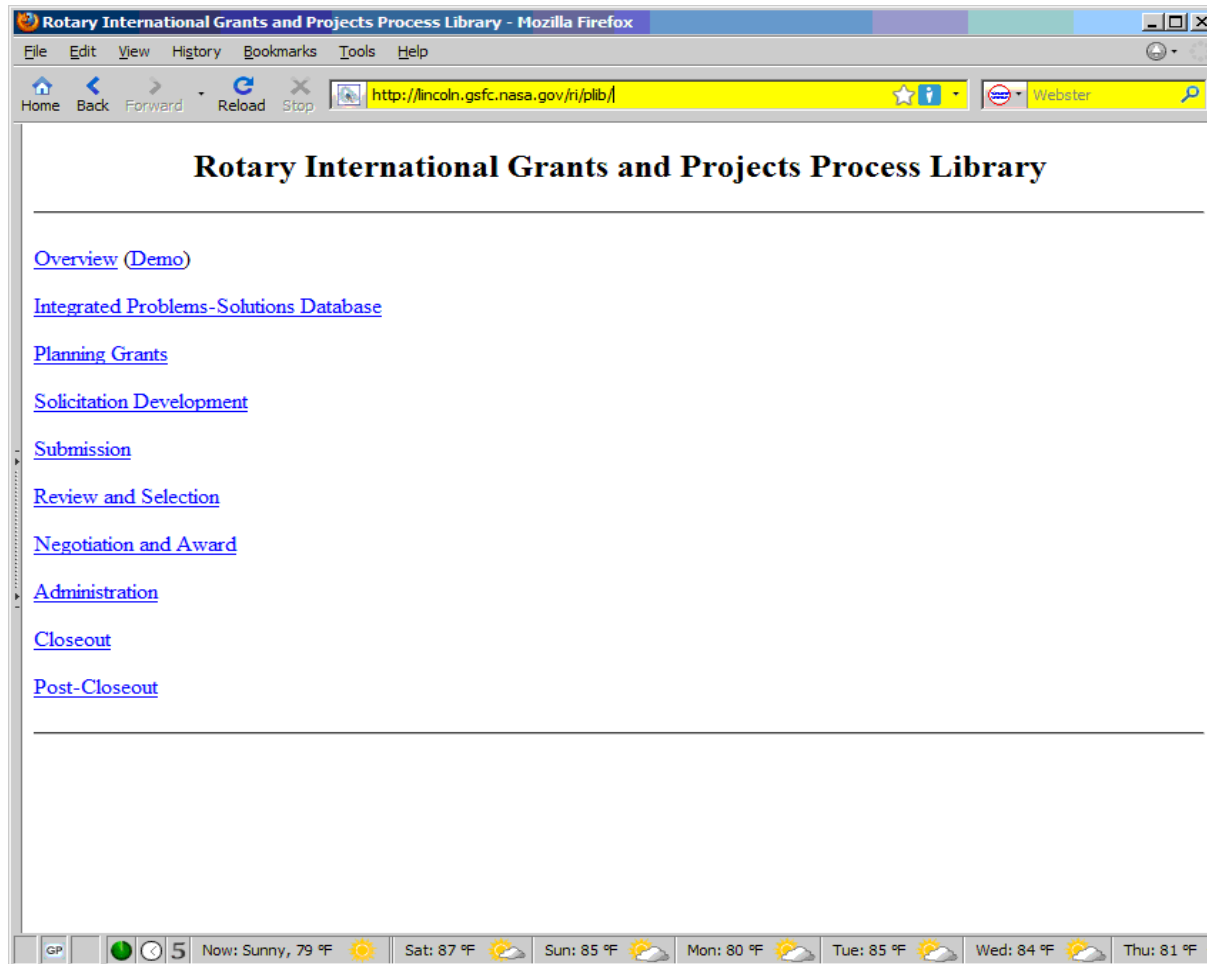 Rotary International Grants and Projects Process Library - Mozilla Firefox
File Edit View History Bookmarks Tools Help
Home Back Forward Reload Stop http://lincoln.gsfc.nasa.gov/ri/plib/ Webster
Rotary International Grants and Projects Process Library
Overview (Demo)
Integrated Problems-Solutions Database
Planning Grants
Solicitation Development
Submission
Review and Selection
Negotiation and Award
Administration
Closeout
Post-Closeout
GP 5 Now: Sunny, 79 °F Sat: 87 °F Sun: 85 °F Mon: 80 °F Tue: 85 °F Wed: 84 °F Thu: 81 °F